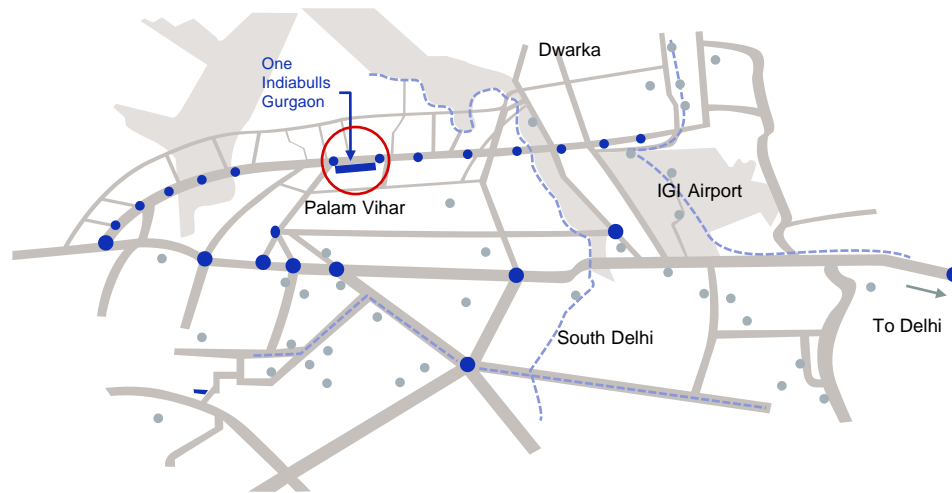 Dwarka
One
Indiabulls
Gurgaon
IGI Airport
Palam Vihar
To Delhi
South Delhi